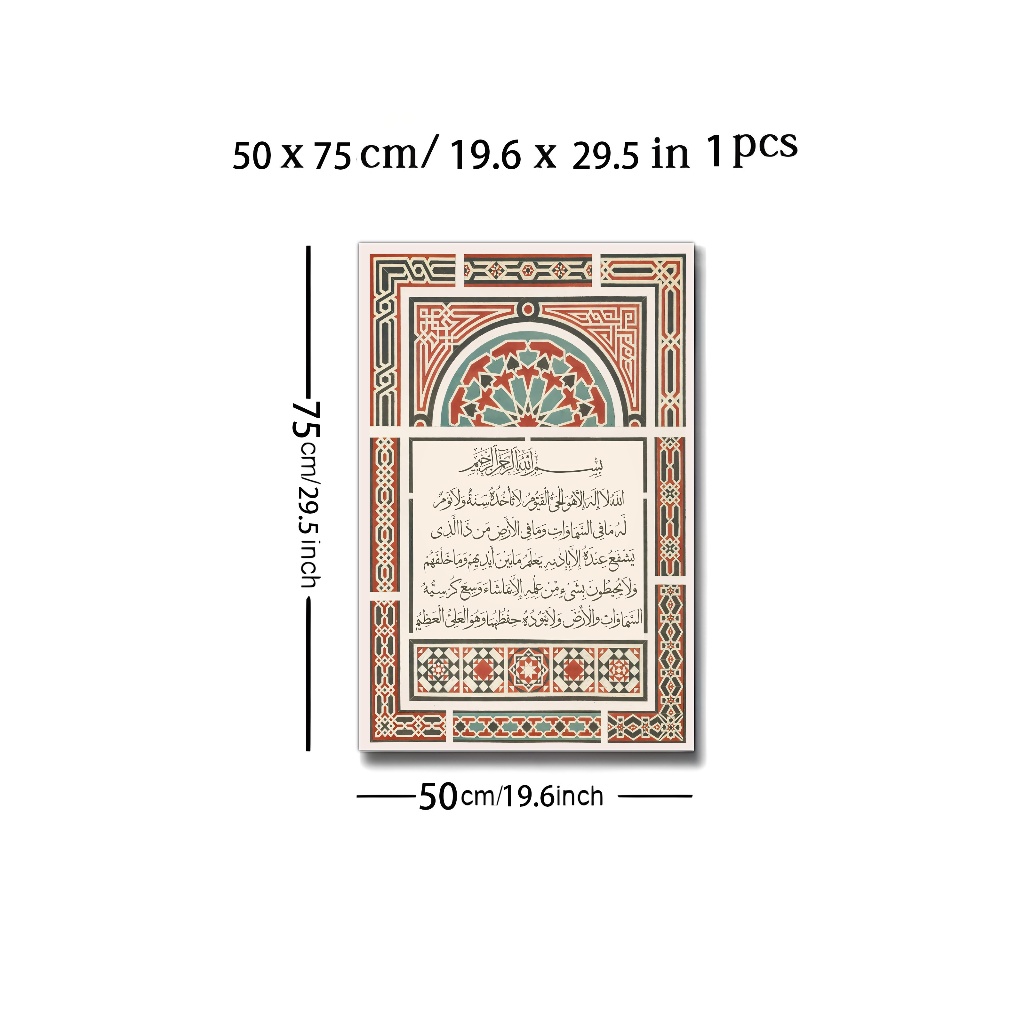 50 x 75 cm/ 19.6 x 29.5 in 1 pcs
75cm/29.5 inch
بسم الله الرحمن الرحيم
الله لا إله إلا هو الحي القيوم لا تأخذه سنة ولا نوم
له ما في السماوات وما في الأرض من ذا الذي
يشفع عنده إلا بإذنه يعلم ما بين أيديهم وما خلفهم
ولا يحيطون بشيء من علمه إلا بما شاء وسع كرسيه
السماوات والأرض ولا يئوده حفظهما وهو العلي العظيم
50cm/19.6inch